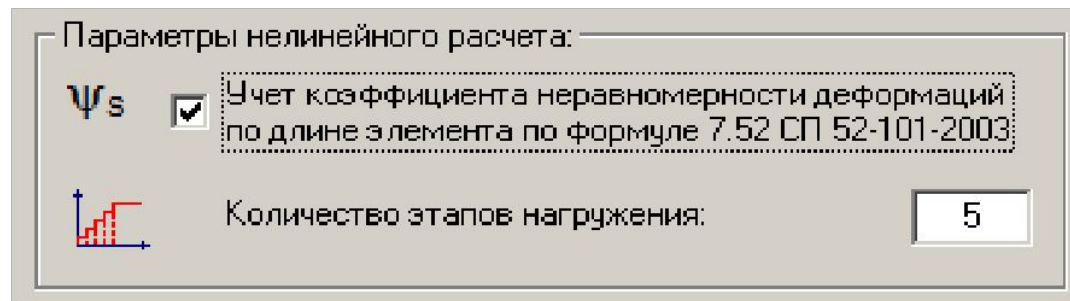 Параметры нелинейного расчета:
Ψs
Учет коэффициента неравномерности деформаций
по длине элемента по формуле 7.52 СП 52-101-2003
Количество этапов нагружения:
5